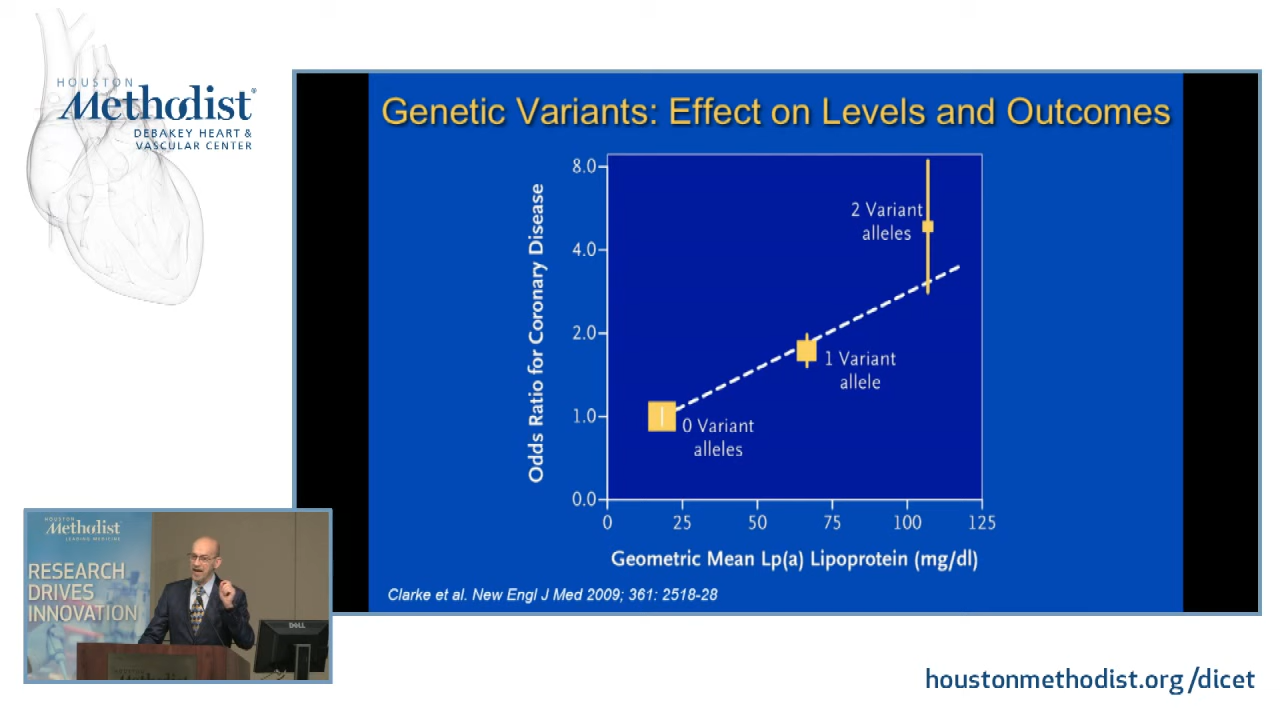 HOUSTON
Methodist®
DEBAKEY HEART &
VASCULAR CENTER
Genetic Variants: Effect on Levels and Outcomes
Odds Ratio for Coronary Disease
8.0
4.0
2.0
1.0
0.0
2 Variant
alleles
1 Variant
allele
0 Variant
alleles
0 25 50 75 100 125
Geometric Mean Lp(a) Lipoprotein (mg/dl)
Clarke et al. New Engl J Med 2009; 361: 2518-28
HOUSTON
Methodist
LEADING MEDICINE
RESEARCH
DRIVES
INNOVATION
DELL
houstonmethodist.org/dicet